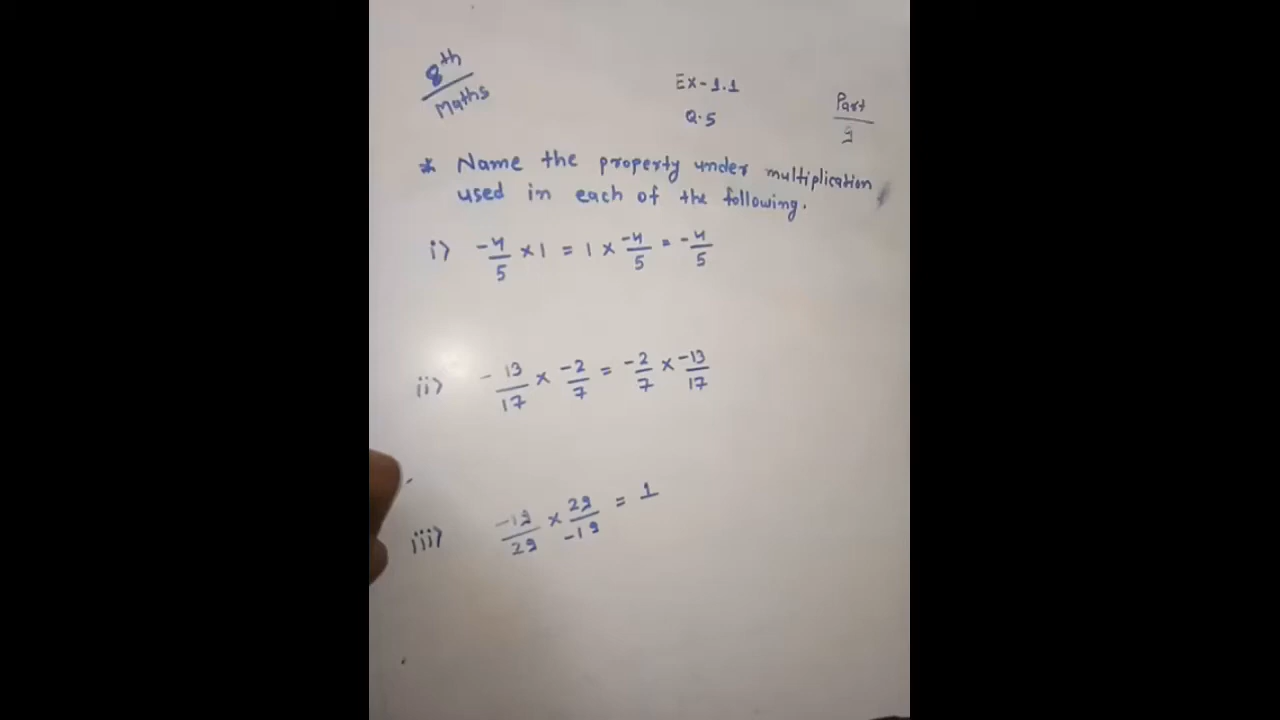 8th
Maths
Ex-1.1
Q.5
Part
9
* Name the property under multiplication
used in each of the following.
i) -4/5 × 1 = 1 × -4/5 = -4/5
ii) -13/17 × -2/7 = -2/7 × -13/17
iii) -19/29 × 29/-19 = 1